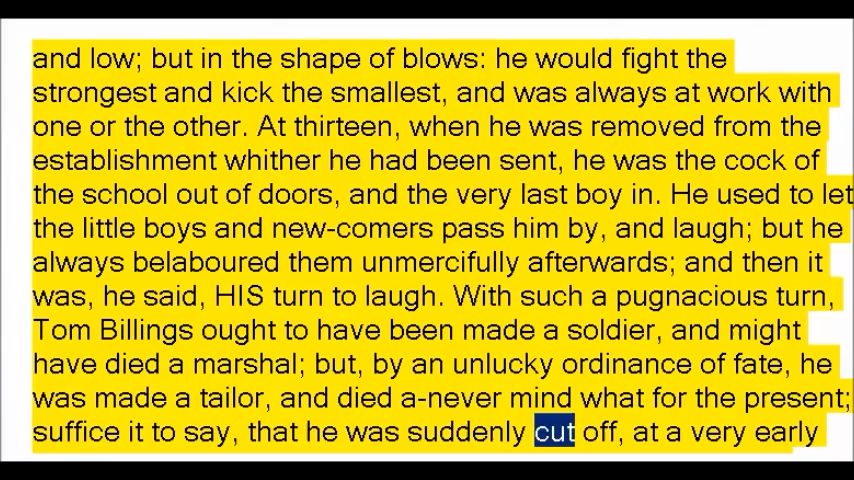 and low; but in the shape of blows: he would fight the
strongest and kick the smallest, and was always at work with
one or the other. At thirteen, when he was removed from the
establishment whither he had been sent, he was the cock of
the school out of doors, and the very last boy in. He used to let
the little boys and new-comers pass him by, and laugh; but he
always belaboured them unmercifully afterwards; and then it
was, he said, HIS turn to laugh. With such a pugnacious turn,
Tom Billings ought to have been made a soldier, and might
have died a marshal; but, by an unlucky ordinance of fate, he
was made a tailor, and died a-never mind what for the present;
suffice it to say, that he was suddenly cut off, at a very early